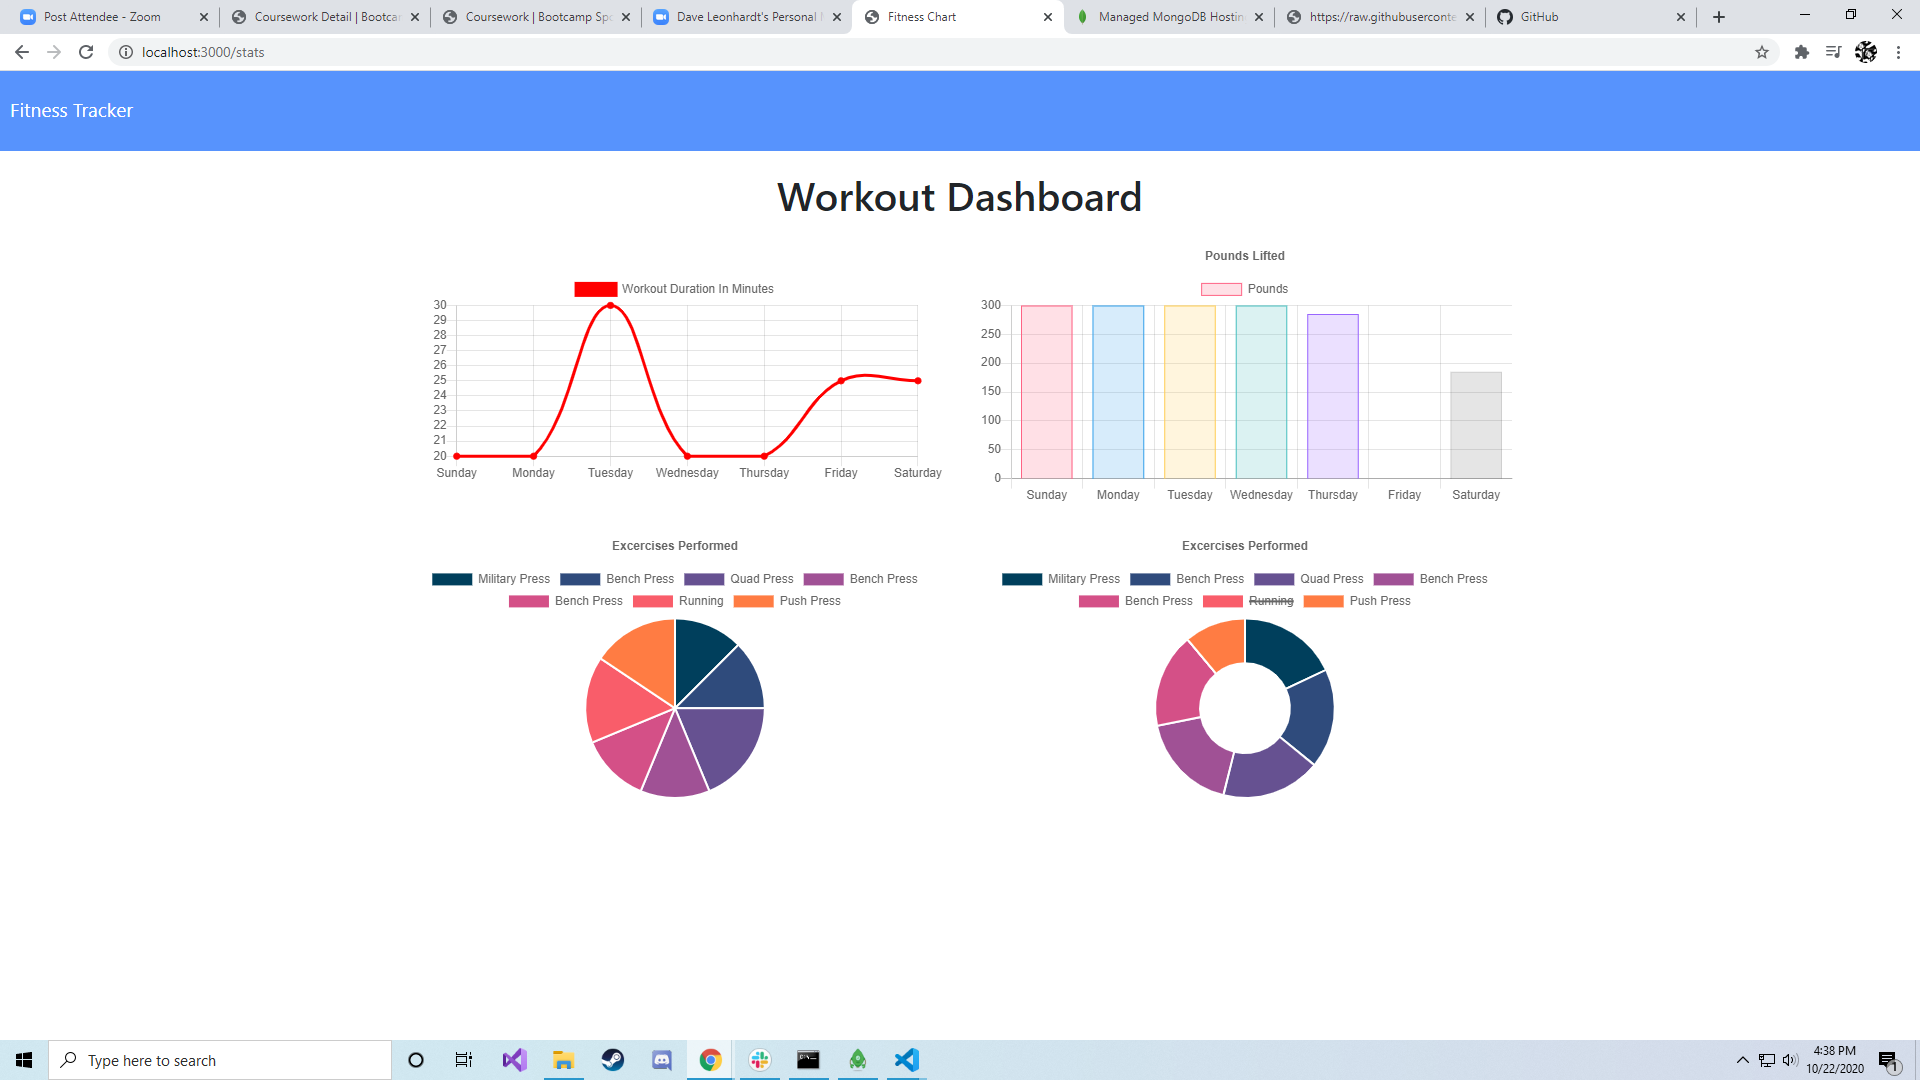 Post Attendee - Zoom
Coursework Detail | Bootca
Coursework | Bootcamp Spo
Dave Leonhardt's Personal
Fitness Chart
Managed MongoDB Hostin
https://raw.githubuserconte
GitHub
localhost:3000/stats
Fitness Tracker
Workout Dashboard
Workout Duration In Minutes
30
29
28
27
26
25
24
23
22
21
20
Sunday Monday Tuesday Wednesday Thursday Friday Saturday
Pounds Lifted
Pounds
300
250
200
150
100
50
0
Sunday Monday Tuesday Wednesday Thursday Friday Saturday
Excercises Performed
Military Press Bench Press Quad Press Bench Press
Bench Press Running Push Press
Excercises Performed
Military Press Bench Press Quad Press Bench Press
Bench Press Running Push Press
Type here to search
4:38 PM
10/22/2020
1